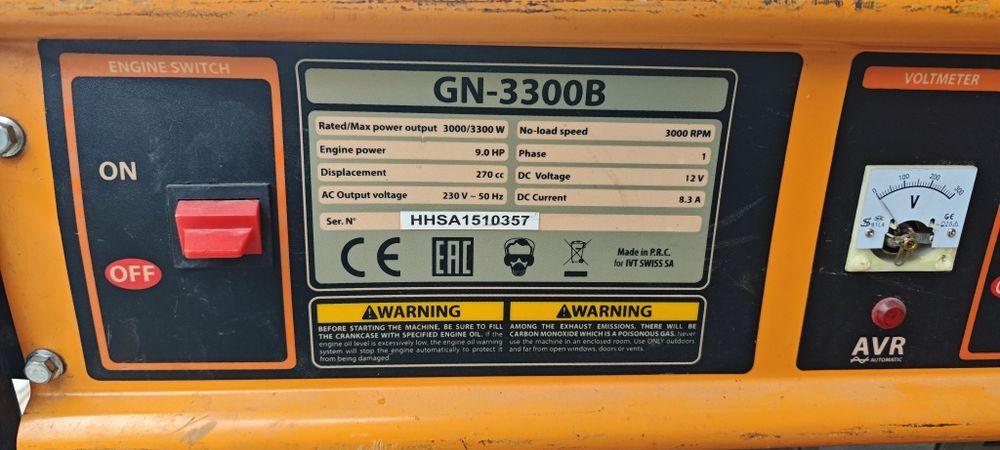 ENGINE SWITCH
ON
OFF
GN-3300B
Rated/Max power output 3000/3300 W
Engine power 9.0 HP
Displacement 270 cc
AC Output voltage 230 V ~ 50 Hz
No-load speed 3000 RPM
Phase 1
DC Voltage 12 V
DC Current 8.3 A
Ser. N° HHSA1510357
CE EAC
Made in P.R.C.
for IVT SWISS SA
WARNING
BEFORE STARTING THE MACHINE, BE SURE TO FILL
THE CRANKCASE WITH SPECIFIED ENGINE OIL. If the
engine oil level is excessively low, the engine oil warning
system will stop the engine automatically to protect it
from being damaged.
WARNING
AMONG THE EXHAUST EMISSIONS, THERE WILL BE
CARBON MONOXIDE WHICH IS A POISONOUS GAS. Never
use the machine in an enclosed room. Use ONLY outdoors
and far from open windows, doors or vents.
VOLTMETER
0 100 200 300
V
AVR
AUTOMATIC